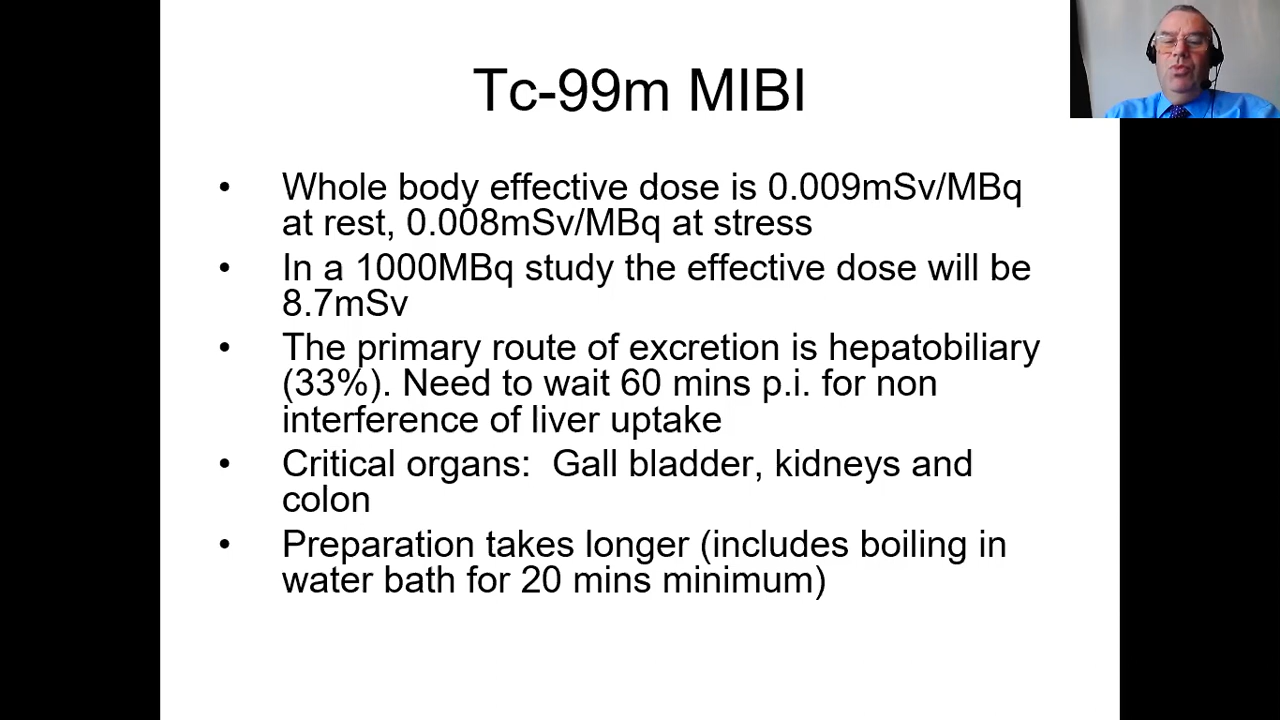 Tc-99m MIBI
• Whole body effective dose is 0.009mSv/MBq
at rest, 0.008mSv/MBq at stress
• In a 1000MBq study the effective dose will be
8.7mSv
• The primary route of excretion is hepatobiliary
(33%). Need to wait 60 mins p.i. for non
interference of liver uptake
• Critical organs:  Gall bladder, kidneys and
colon
• Preparation takes longer (includes boiling in
water bath for 20 mins minimum)